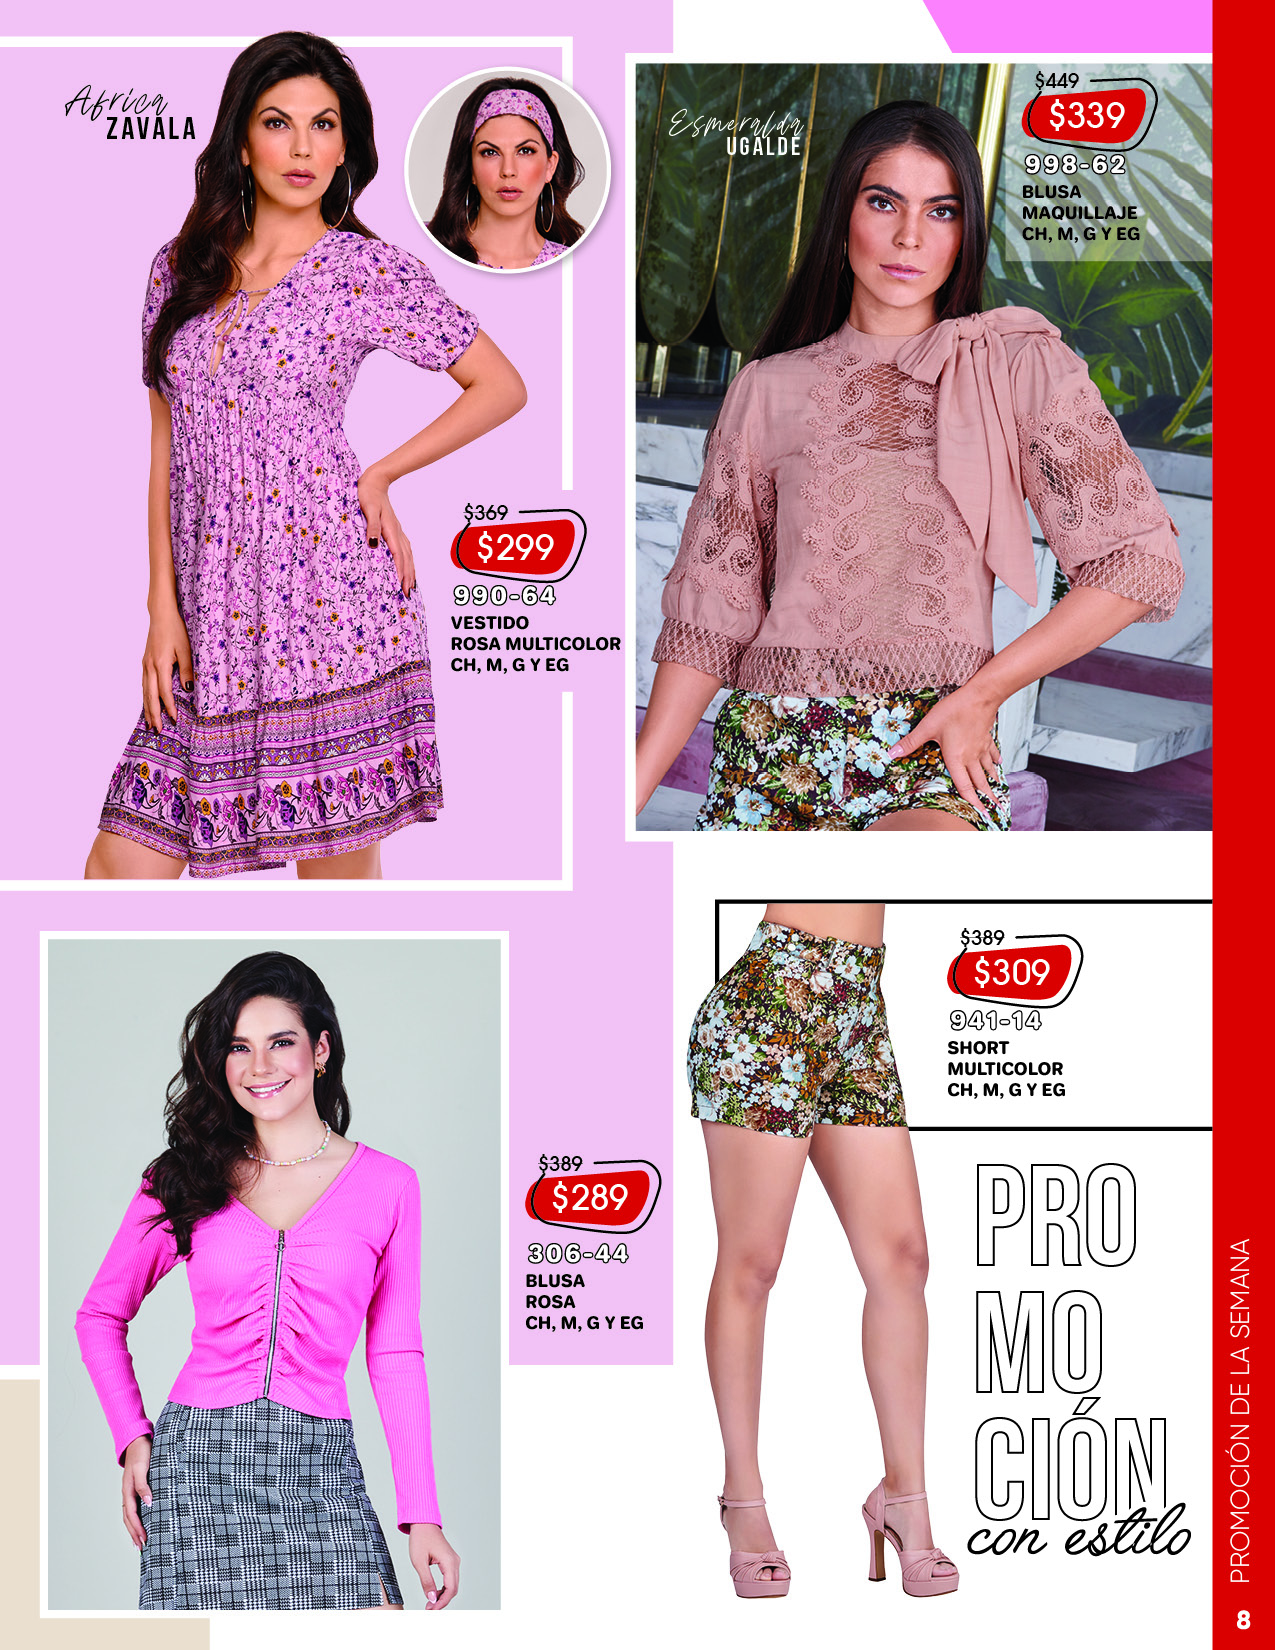 Africa
ZAVALA
$369
$299
990-64
VESTIDO
ROSA MULTICOLOR
CH, M, G Y EG
Esmeralda
UGALDE
$449
$339
998-62
BLUSA
MAQUILLAJE
CH, M, G Y EG
$389
$289
306-44
BLUSA
ROSA
CH, M, G Y EG
$389
$309
941-14
SHORT
MULTICOLOR
CH, M, G Y EG
PRO
MO
CIÓN
con estilo
PROMOCIÓN DE LA SEMANA
8